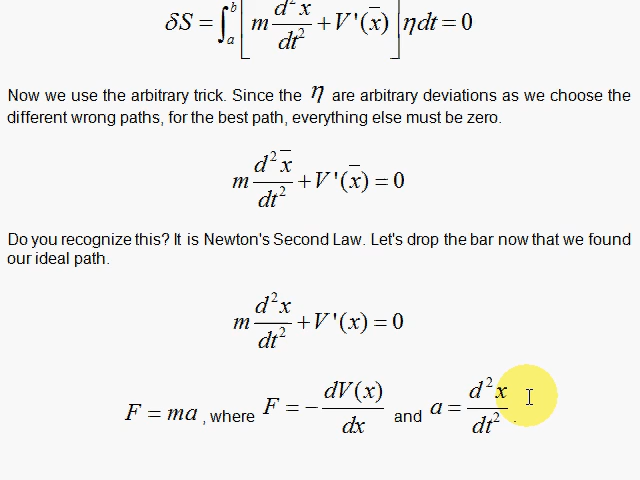 δS = ∫ₐᵇ [ m d²x/dt² + V'(x̄) ] ηdt = 0
Now we use the arbitrary trick. Since the η are arbitrary deviations as we choose the
different wrong paths, for the best path, everything else must be zero.
m d²x̄/dt² + V'(x̄) = 0
Do you recognize this? It is Newton's Second Law. Let's drop the bar now that we found
our ideal path.
m d²x/dt² + V'(x) = 0
F = ma , where F = − dV(x)/dx and a = d²x/dt² .